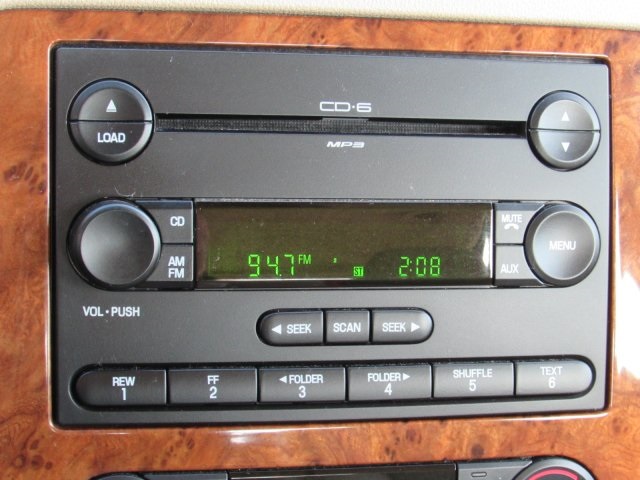 CD•6
LOAD
MP3
CD
MUTE
MENU
AM
FM
94.7 FM
ST
2:08
AUX
VOL • PUSH
◄ SEEK
SCAN
SEEK ►
REW
1
FF
2
◄ FOLDER
3
FOLDER ►
4
SHUFFLE
5
TEXT
6